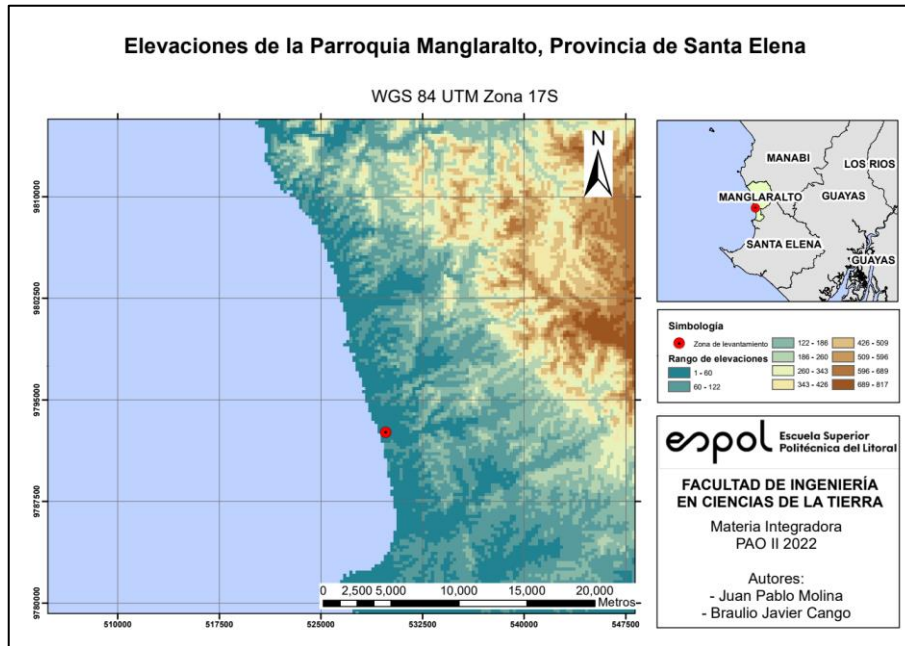 Elevaciones de la Parroquia Manglaralto, Provincia de Santa Elena
WGS 84 UTM Zona 17S
N
9810000
9802500
9795000
9787500
9780000
510000
517500
525000
532500
540000
547500
0 2,500 5,000 10,000 15,000 20,000
Metros
MANABI
LOS RIOS
MANGLARALTO
GUAYAS
SANTA ELENA
GUAYAS
Simbología
Zona de levantamiento
Rango de elevaciones
1 - 60
60 - 122
122 - 186
186 - 260
260 - 343
343 - 426
426 - 509
509 - 596
596 - 689
689 - 817
espol Escuela Superior
Politécnica del Litoral
FACULTAD DE INGENIERÍA
EN CIENCIAS DE LA TIERRA
Materia Integradora
PAO II 2022
Autores:
- Juan Pablo Molina
- Braulio Javier Cango